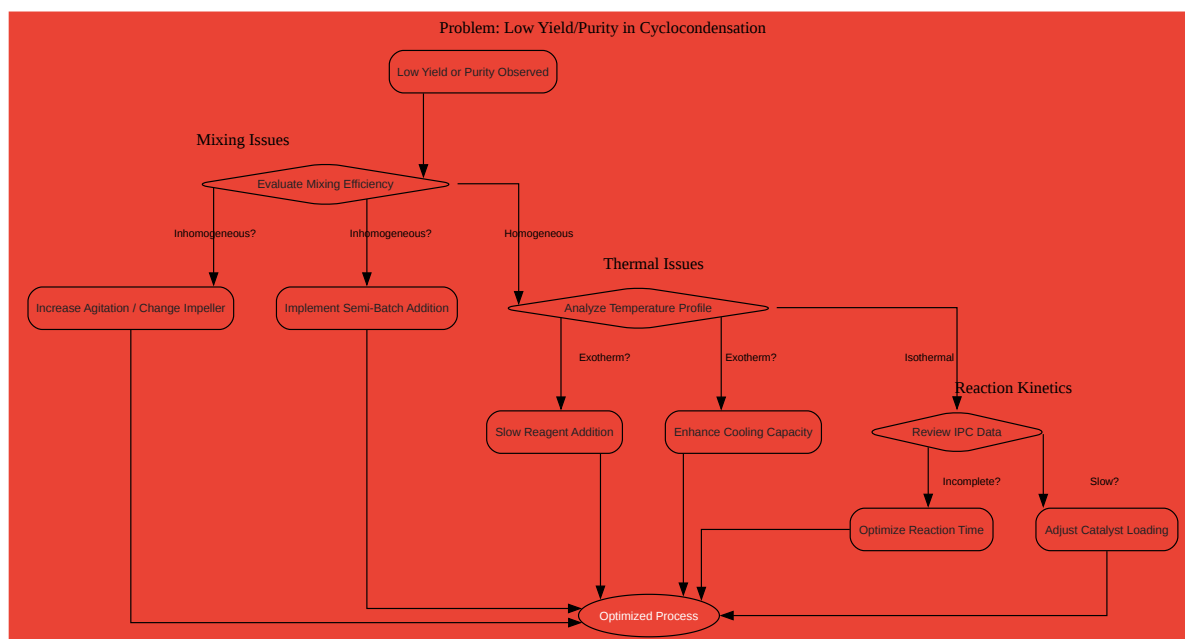 Problem: Low Yield/Purity in Cyclocondensation
Low Yield or Purity Observed
Mixing Issues
Evaluate Mixing Efficiency
Inhomogeneous?
Inhomogeneous?
Homogeneous
Thermal Issues
Increase Agitation / Change Impeller
Implement Semi-Batch Addition
Analyze Temperature Profile
Exotherm?
Exotherm?
Isothermal
Reaction Kinetics
Slow Reagent Addition
Enhance Cooling Capacity
Review IPC Data
Incomplete?
Slow?
Optimize Reaction Time
Adjust Catalyst Loading
Optimized Process